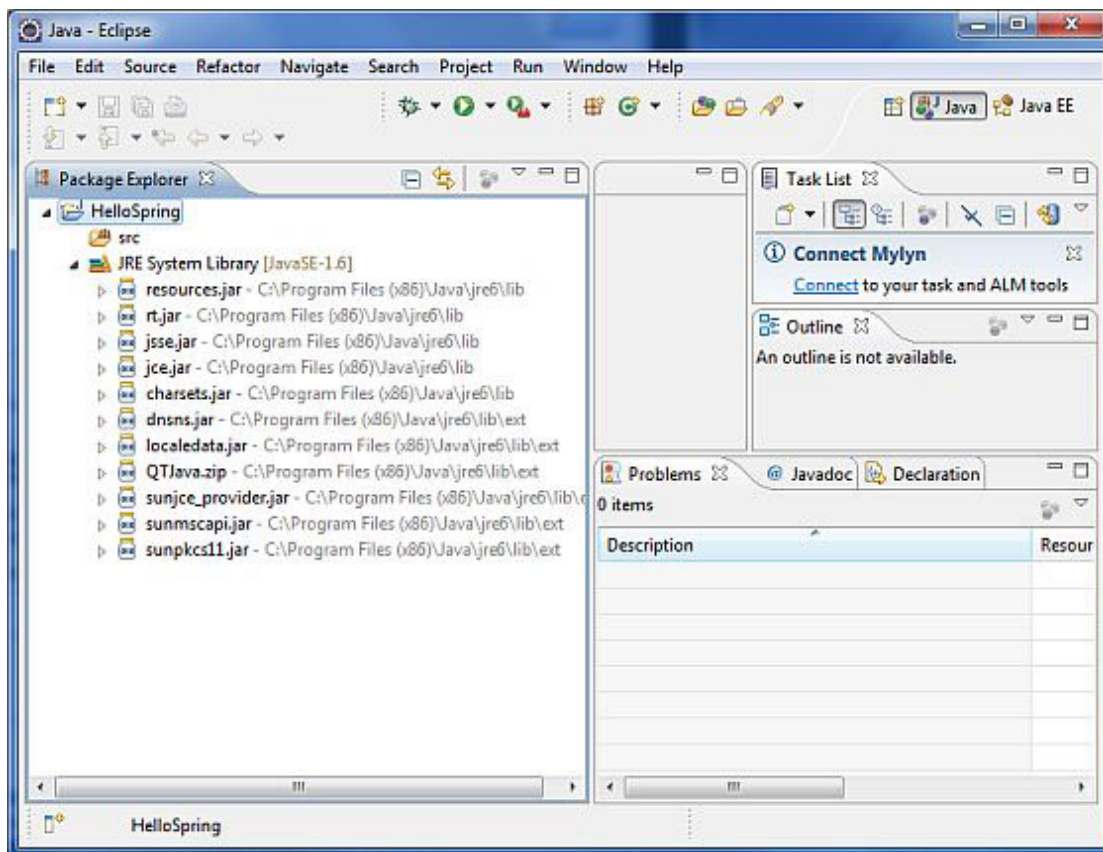 Java - Eclipse
File Edit Source Refactor Navigate Search Project Run Window Help
Java Java EE
Package Explorer
HelloSpring
src
JRE System Library [JavaSE-1.6]
resources.jar - C:\Program Files (x86)\Java\jre6\lib
rt.jar - C:\Program Files (x86)\Java\jre6\lib
jsse.jar - C:\Program Files (x86)\Java\jre6\lib
jce.jar - C:\Program Files (x86)\Java\jre6\lib
charsets.jar - C:\Program Files (x86)\Java\jre6\lib
dnsns.jar - C:\Program Files (x86)\Java\jre6\lib\ext
localedata.jar - C:\Program Files (x86)\Java\jre6\lib\ext
QTJava.zip - C:\Program Files (x86)\Java\jre6\lib\ext
sunjce_provider.jar - C:\Program Files (x86)\Java\jre6\lib\e
sunmscapi.jar - C:\Program Files (x86)\Java\jre6\lib\ext
sunpkcs11.jar - C:\Program Files (x86)\Java\jre6\lib\ext
Task List
Connect Mylyn
Connect to your task and ALM tools
Outline
An outline is not available.
Problems Javadoc Declaration
0 items
Description Resour
HelloSpring